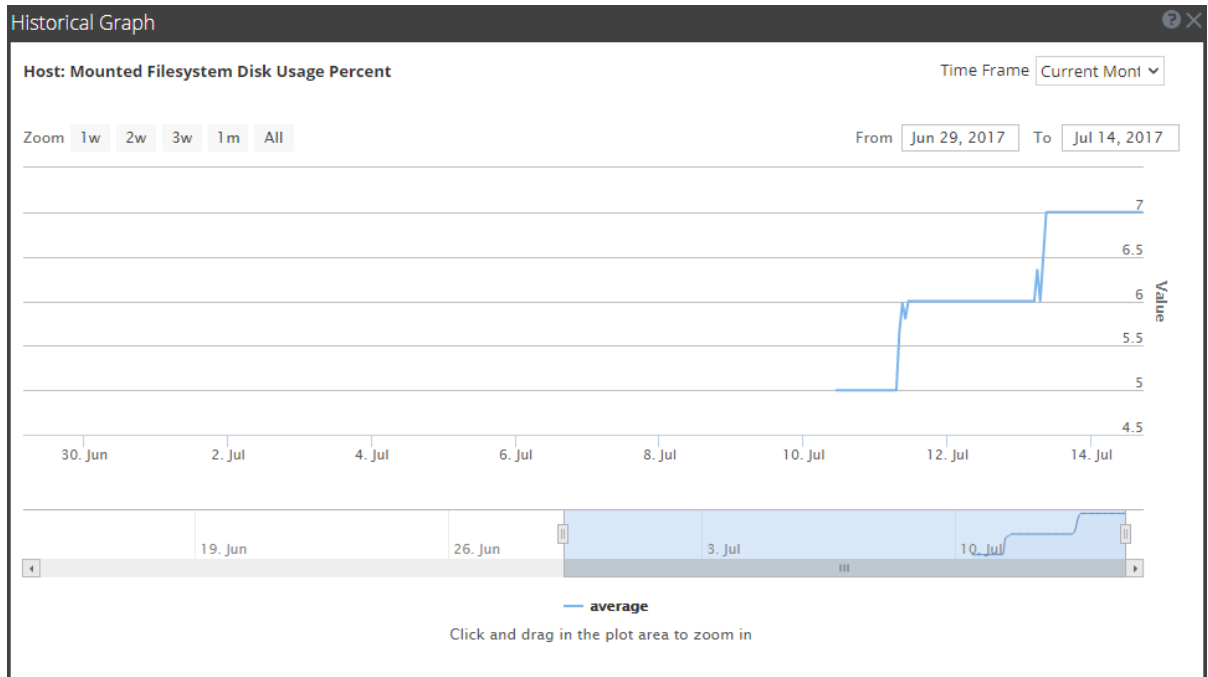 Historical Graph
Host: Mounted Filesystem Disk Usage Percent
Time Frame Current Mont
Zoom 1w 2w 3w 1m All
From Jun 29, 2017 To Jul 14, 2017
7
6.5
6
5.5
5
4.5
Value
30. Jun 2. Jul 4. Jul 6. Jul 8. Jul 10. Jul 12. Jul 14. Jul
19. Jun 26. Jun 3. Jul 10. Jul
average
Click and drag in the plot area to zoom in